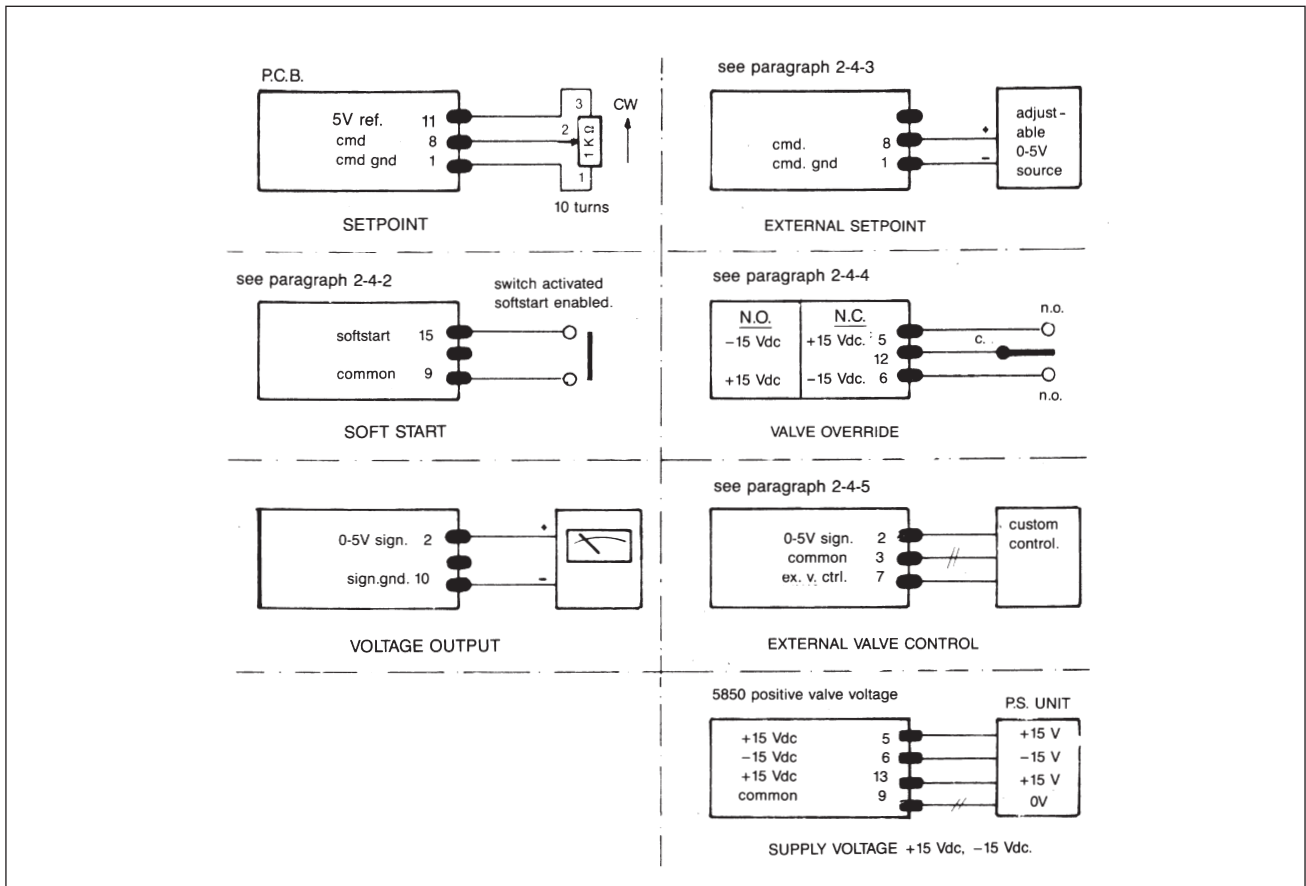 P.C.B.
5V ref. 11
cmd 8
cmd gnd 1
3
2
1
1 K Ω
CW
10 turns
SETPOINT
see paragraph 2-4-3
cmd. 8
cmd. gnd 1
+
−
adjust-
able
0-5V
source
EXTERNAL SETPOINT
see paragraph 2-4-2
switch activated
softstart enabled.
softstart 15
common 9
SOFT START
see paragraph 2-4-4
N.O. N.C.
−15 Vdc +15 Vdc. 5
12
+15 Vdc −15 Vdc. 6
n.o.
c.
n.o.
VALVE OVERRIDE
0-5V sign. 2
sign.gnd. 10
+
−
VOLTAGE OUTPUT
see paragraph 2-4-5
0-5V sign. 2
common 3
ex. v. ctrl. 7
custom
control.
EXTERNAL VALVE CONTROL
5850 positive valve voltage
P.S. UNIT
+15 Vdc 5 +15 V
−15 Vdc 6 −15 V
+15 Vdc 13 +15 V
common 9 0V
SUPPLY VOLTAGE +15 Vdc, −15 Vdc.